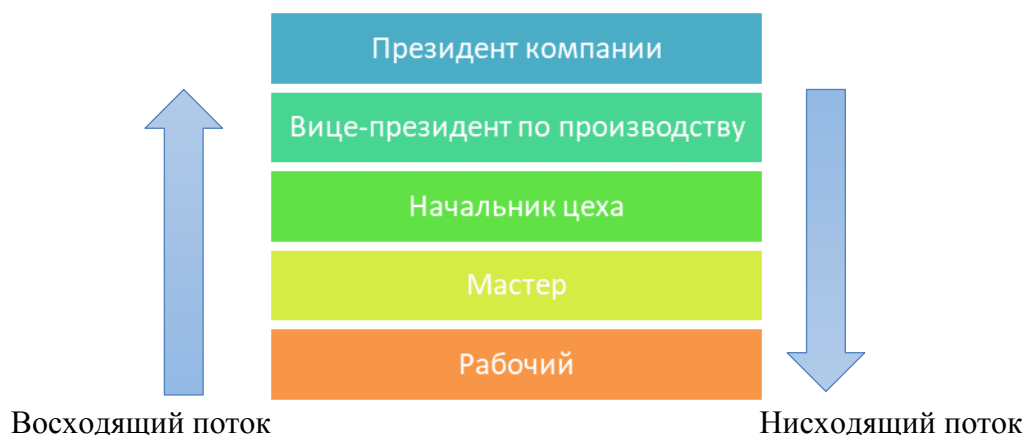 Президент компании
Вице-президент по производству
Начальник цеха
Мастер
Рабочий
Восходящий поток
Нисходящий поток